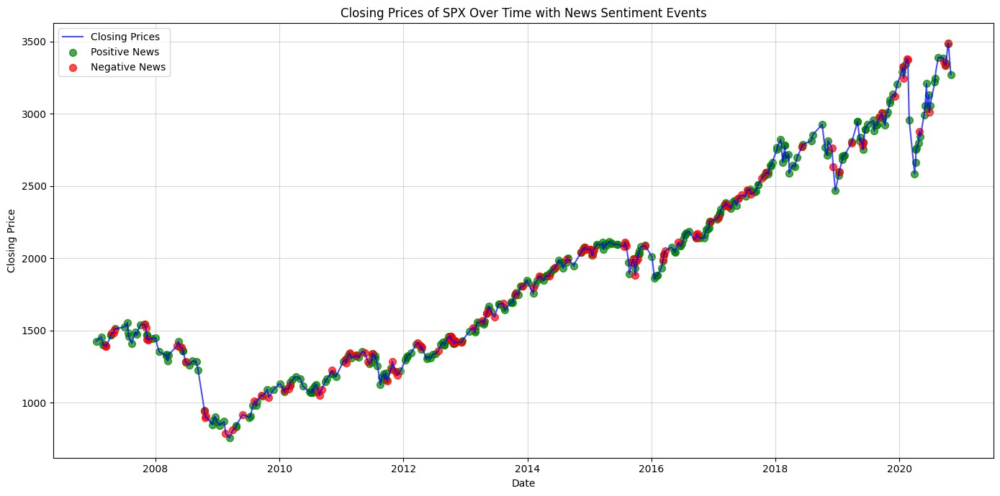 Closing Prices of SPX Over Time with News Sentiment Events
Closing Prices
Positive News
Negative News
3500
3000
2500
2000
1500
1000
Closing Price
2008
2010
2012
2014
2016
2018
2020
Date